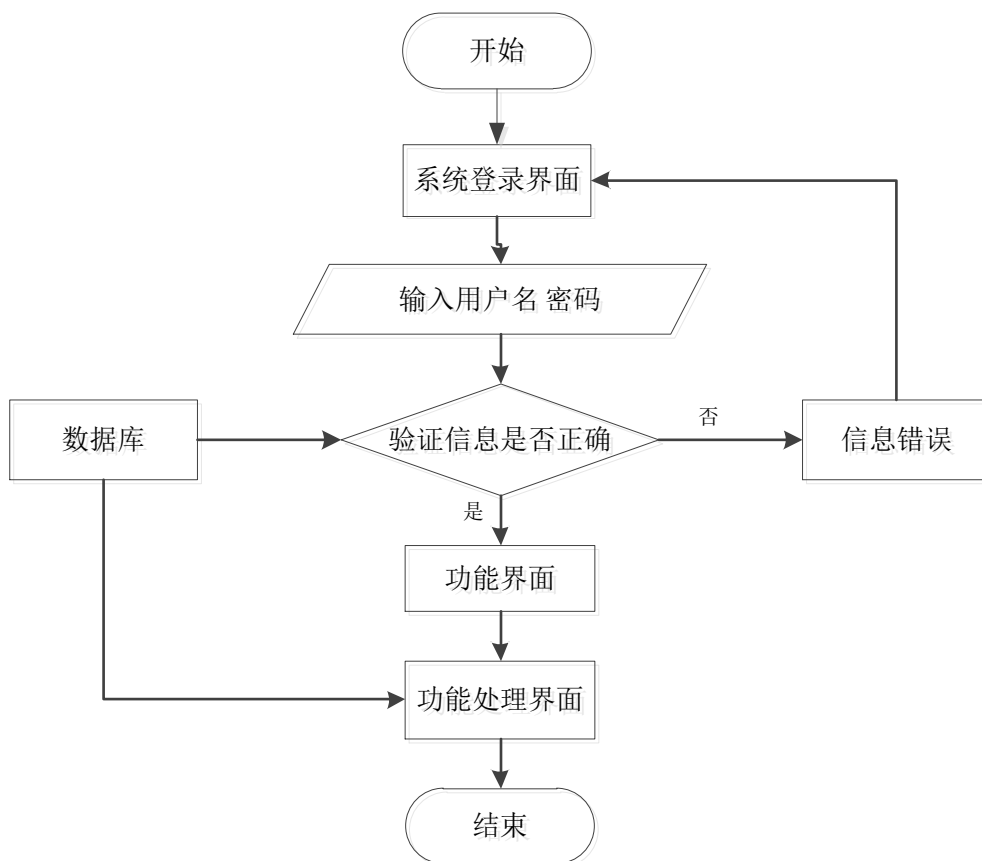 开始
系统登录界面
输入用户名 密码
数据库
验证信息是否正确
否
信息错误
是
功能界面
功能处理界面
结束